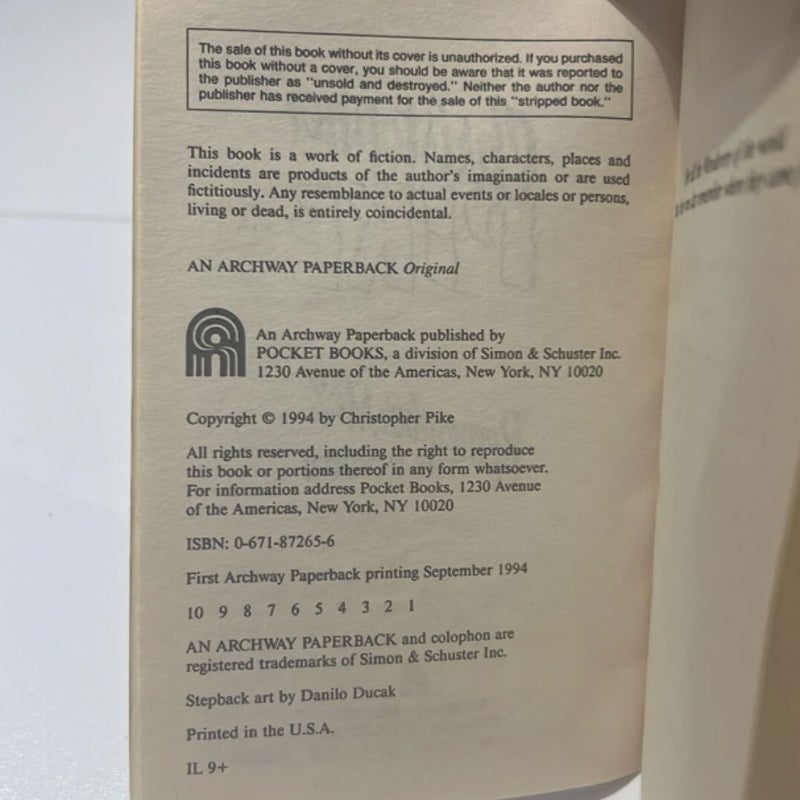 The sale of this book without its cover is unauthorized. If you purchased
this book without a cover, you should be aware that it was reported to
the publisher as "unsold and destroyed." Neither the author nor the
publisher has received payment for the sale of this "stripped book."
This book is a work of fiction. Names, characters, places and
incidents are products of the author's imagination or are used
fictitiously. Any resemblance to actual events or locales or persons,
living or dead, is entirely coincidental.
AN ARCHWAY PAPERBACK Original
An Archway Paperback published by
POCKET BOOKS, a division of Simon & Schuster Inc.
1230 Avenue of the Americas, New York, NY 10020
Copyright © 1994 by Christopher Pike
All rights reserved, including the right to reproduce
this book or portions thereof in any form whatsoever.
For information address Pocket Books, 1230 Avenue
of the Americas, New York, NY 10020
ISBN: 0-671-87265-6
First Archway Paperback printing September 1994
10 9 8 7 6 5 4 3 2 1
AN ARCHWAY PAPERBACK and colophon are
registered trademarks of Simon & Schuster Inc.
Stepback art by Danilo Ducak
Printed in the U.S.A.
IL 9+